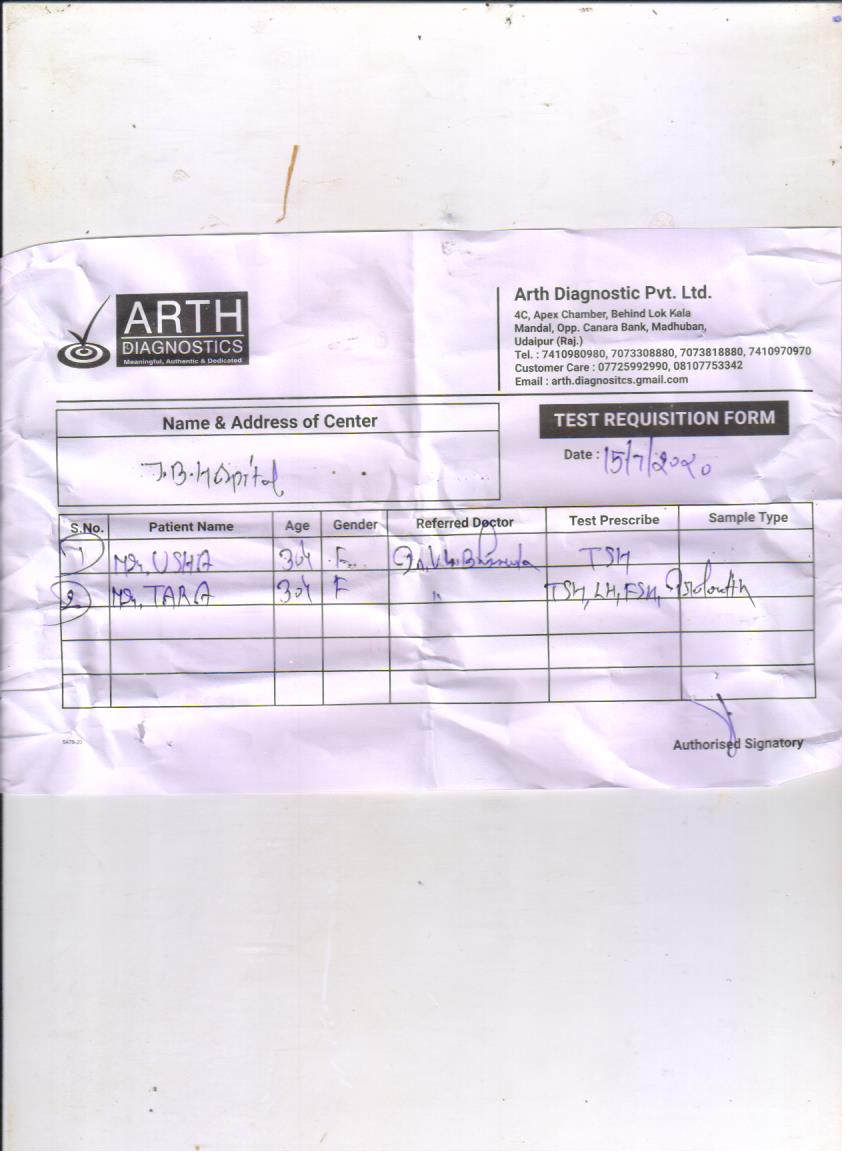 ARTH
DIAGNOSTICS
Meaningful, Authentic & Dedicated
Arth Diagnostic Pvt. Ltd.
4C, Apex Chamber, Behind Lok Kala
Mandal, Opp. Canara Bank, Madhuban,
Udaipur (Raj.)
Tel. : 7410980980, 7073308880, 7073818880, 7410970970
Customer Care : 07725992990, 08107753342
Email : arth.diagnositcs.gmail.com
Name & Address of Center
J.B. Hospital
TEST REQUISITION FORM
Date : 15/7/2020
S.No. Patient Name Age Gender Referred Doctor Test Prescribe Sample Type
1 USHA 30y F TSH
2 TARA 30y F " TSH, LH, FSH,
Authorised Signatory